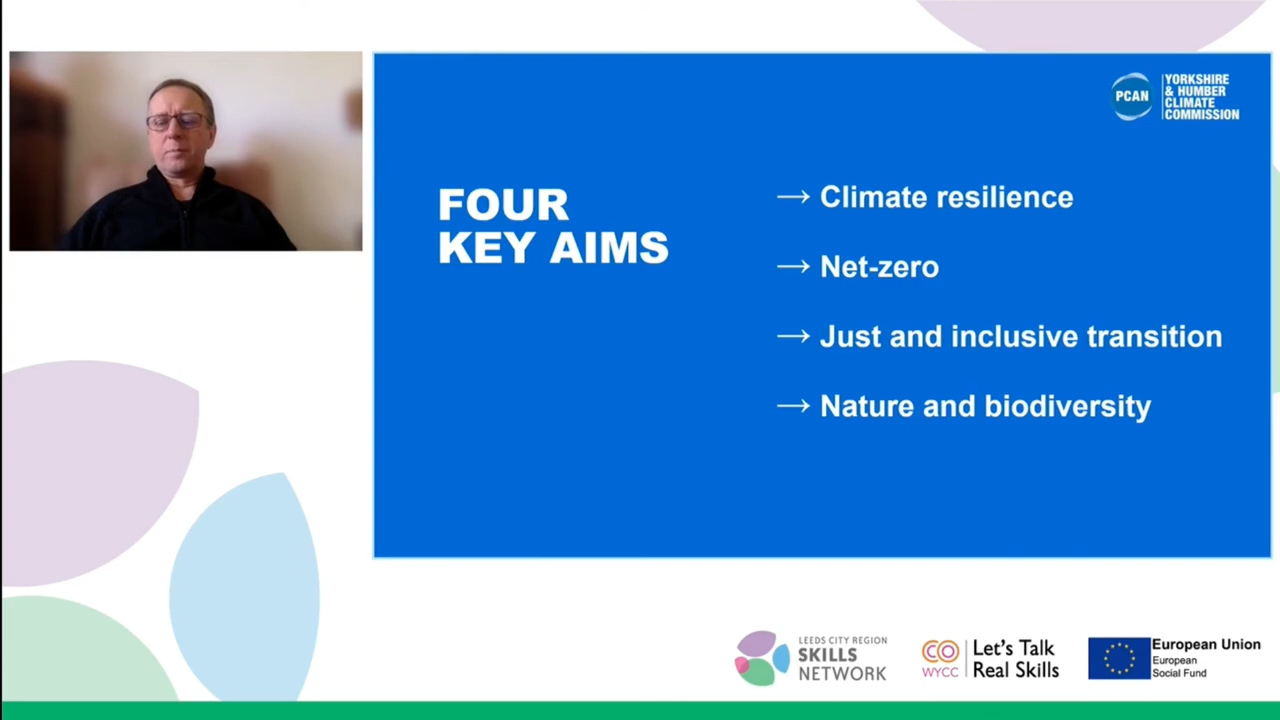 PCAN
YORKSHIRE
& HUMBER
CLIMATE
COMMISSION
FOUR
KEY AIMS
→ Climate resilience
→ Net-zero
→ Just and inclusive transition
→ Nature and biodiversity
LEEDS CITY REGION
SKILLS
NETWORK
CO
WYCC
Let's Talk
Real Skills
European Union
European
Social Fund